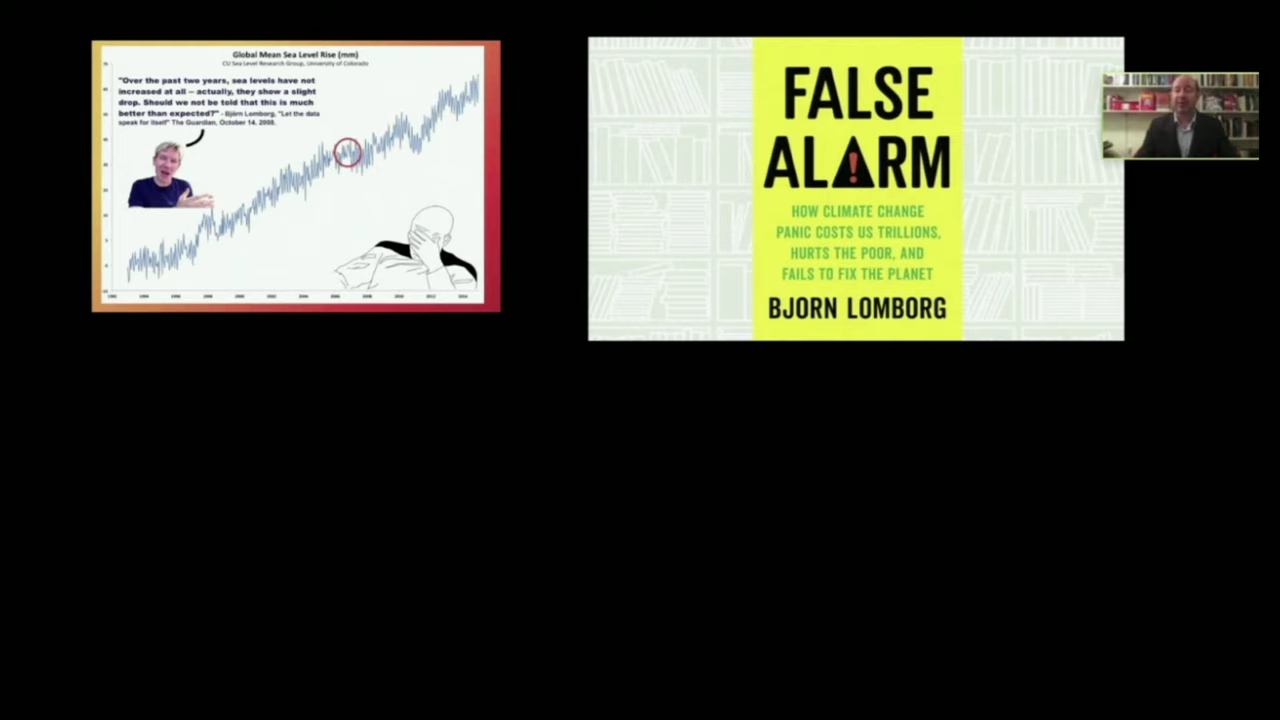 Global Mean Sea Level Rise (mm)
CU Sea Level Research Group, University of Colorado
"Over the past two years, sea levels have not
increased at all – actually, they show a slight
drop. Should we not be told that this is much
better than expected?" - Björn Lomborg, "Let the data
speak for itself" The Guardian, October 14, 2008.
FALSE
ALARM
HOW CLIMATE CHANGE
PANIC COSTS US TRILLIONS,
HURTS THE POOR, AND
FAILS TO FIX THE PLANET
BJORN LOMBORG